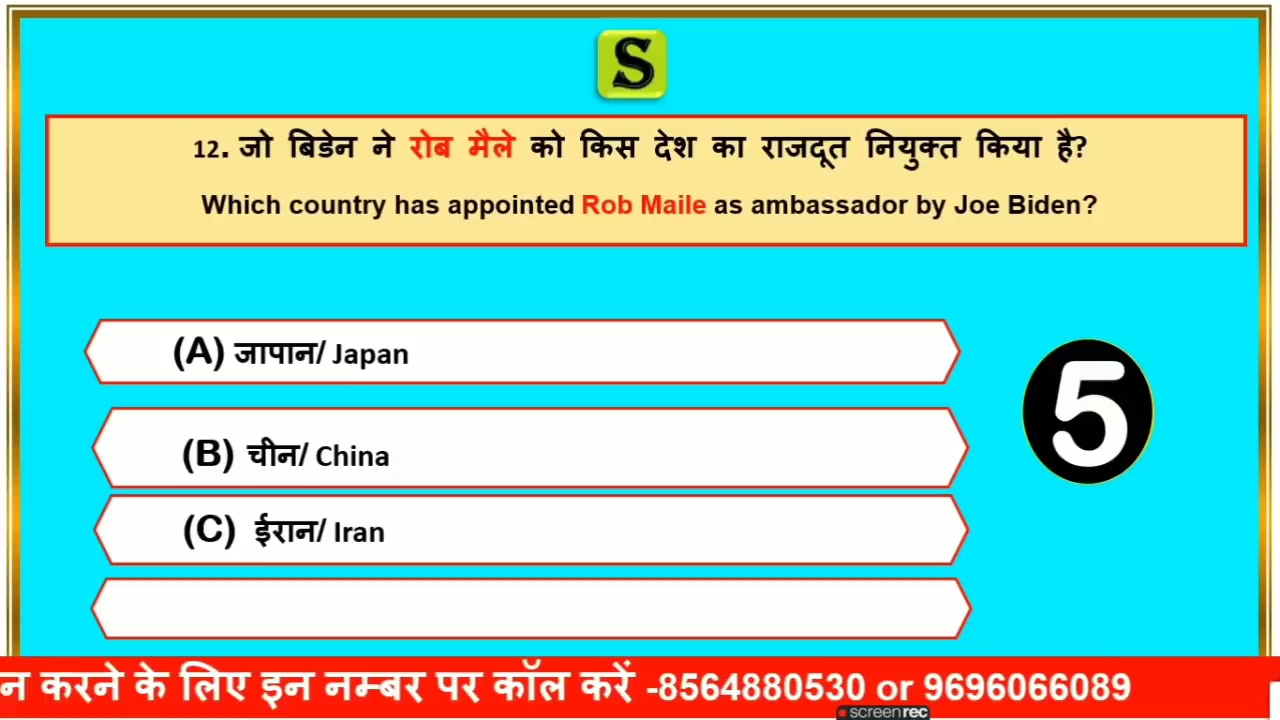 S
12. जो बिडेन ने रोब मैले को किस देश का राजदूत नियुक्त किया है?
Which country has appointed Rob Maile as ambassador by Joe Biden?
(A) जापान/ Japan
(B) चीन/ China
(C) ईरान/ Iran
5
न करने के लिए इन नम्बर पर कॉल करें -8564880530 or 9696066089
screenrec